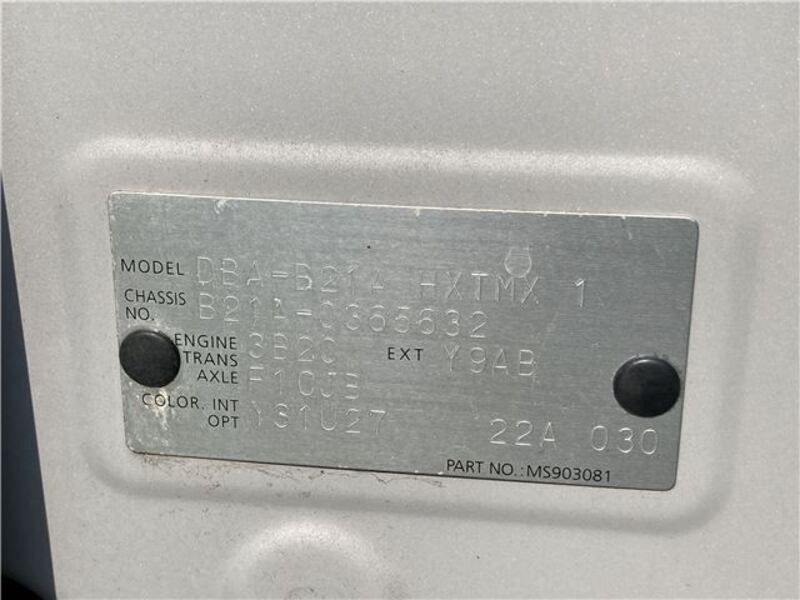 MODEL DBA-B21A HXTMX 1
CHASSIS NO. B21A-0365632
ENGINE 3B20 EXT Y9AB
TRANS AXLE F1CJB
COLOR. INT OPT YS1U27 22A 030
PART NO.: MS903081